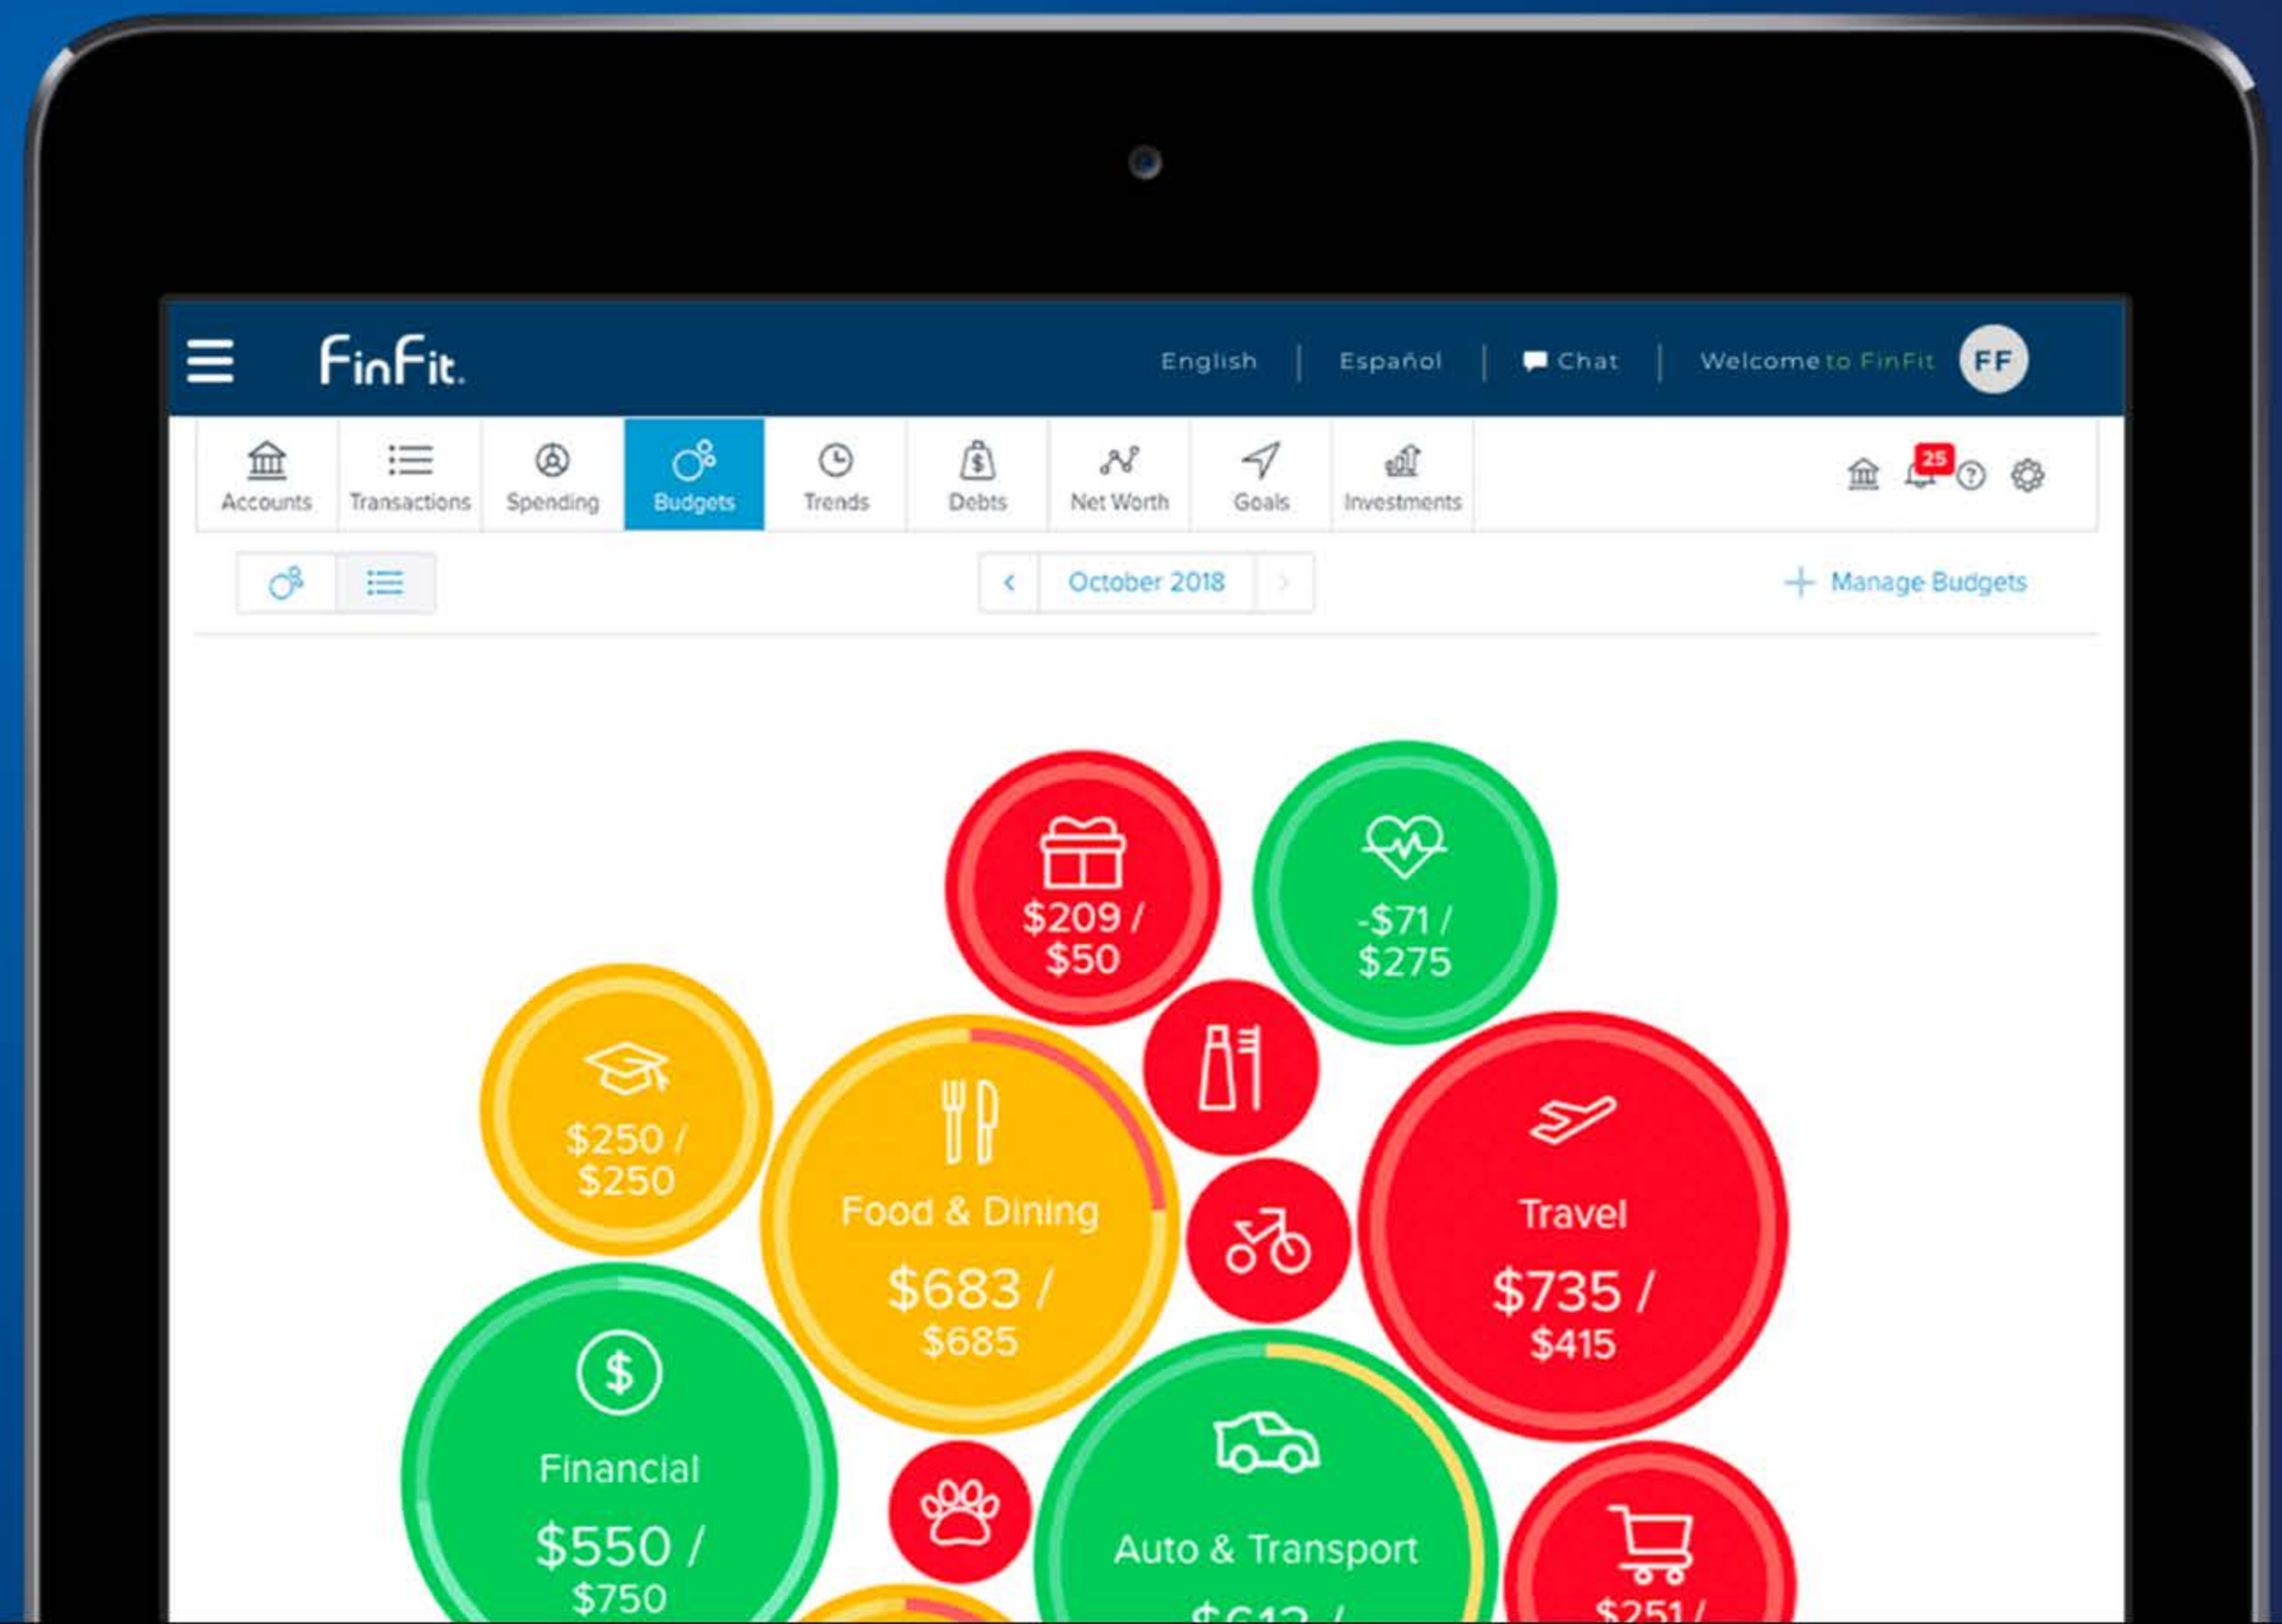 FinFit.
English
Español
Chat
Welcome to FinFit
FF
Accounts
Transactions
Spending
Budgets
Trends
Debts
Net Worth
Goals
Investments
25
?
October 2018
+ Manage Budgets
$209 /
$50
-$71 /
$275
$250 /
$250
Food & Dining
$683 /
$685
Travel
$735 /
$415
$
Financial
$550 /
$750
Auto & Transport
$251 /